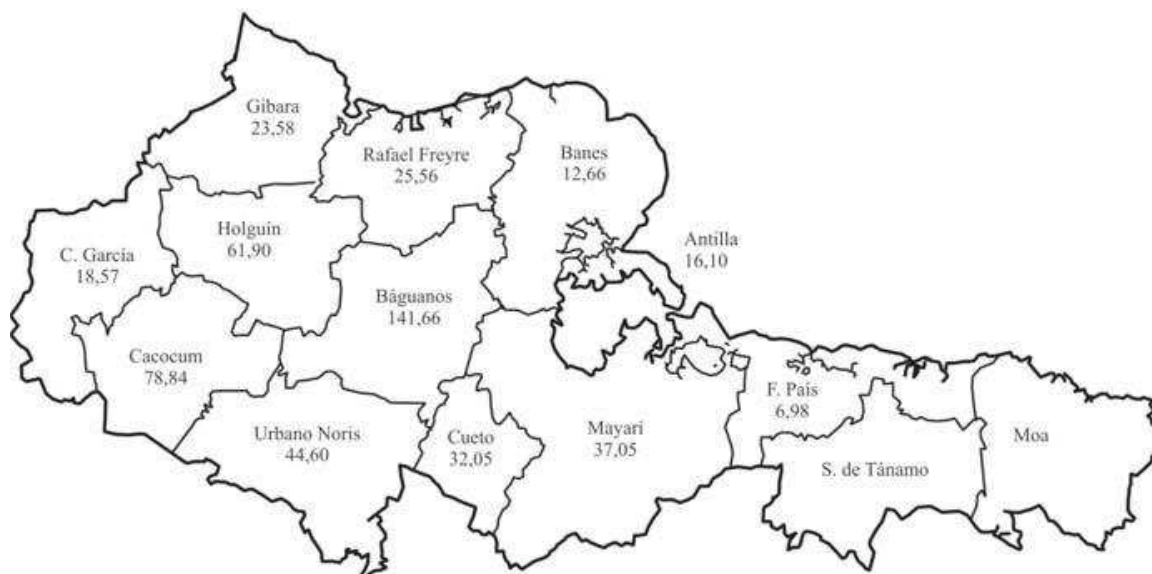 Gibara
23,58
Rafael Freyre
25,56
Banes
12,66
Holguín
61,90
Antilla
16,10
C. García
18,57
Báguanos
141,66
Cacocum
78,84
F. País
6,98
Urbano Noris
44,60
Cueto
32,05
Mayarí
37,05
Moa
S. de Tánamo